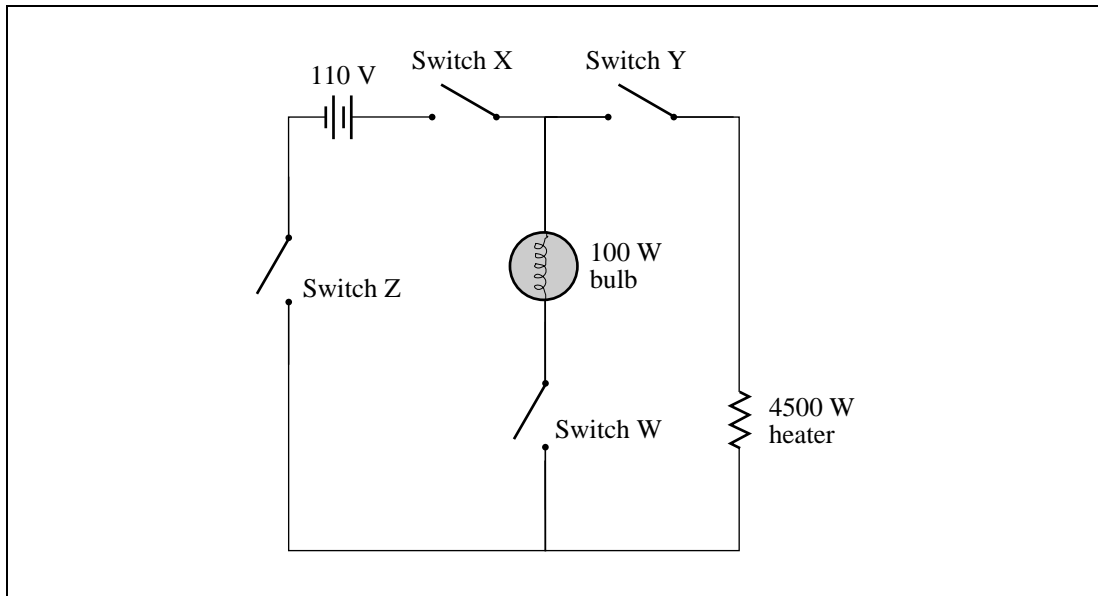 Switch X
Switch Y
110 V
100 W
bulb
Switch Z
4500 W
heater
Switch W